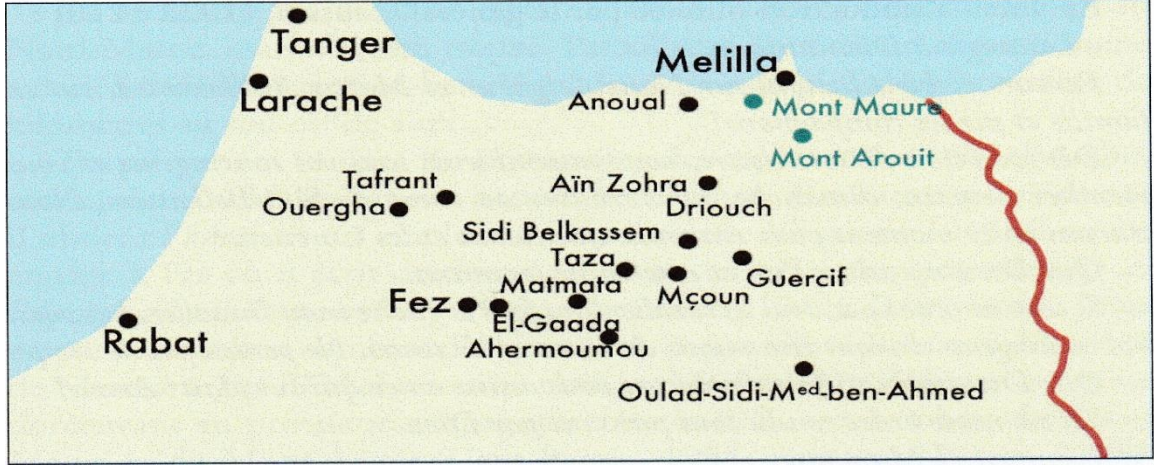 Tanger
Melilla
Larache
Anoual
Mont Maure
Mont Arouit
Tafrant
Aïn Zohra
Ouergha
Driouch
Sidi Belkassem
Taza
Guercif
Matmata
Mçoun
Fez
El-Gaada
Rabat
Ahermoumou
Oulad-Sidi-Mᵉᵈ-ben-Ahmed